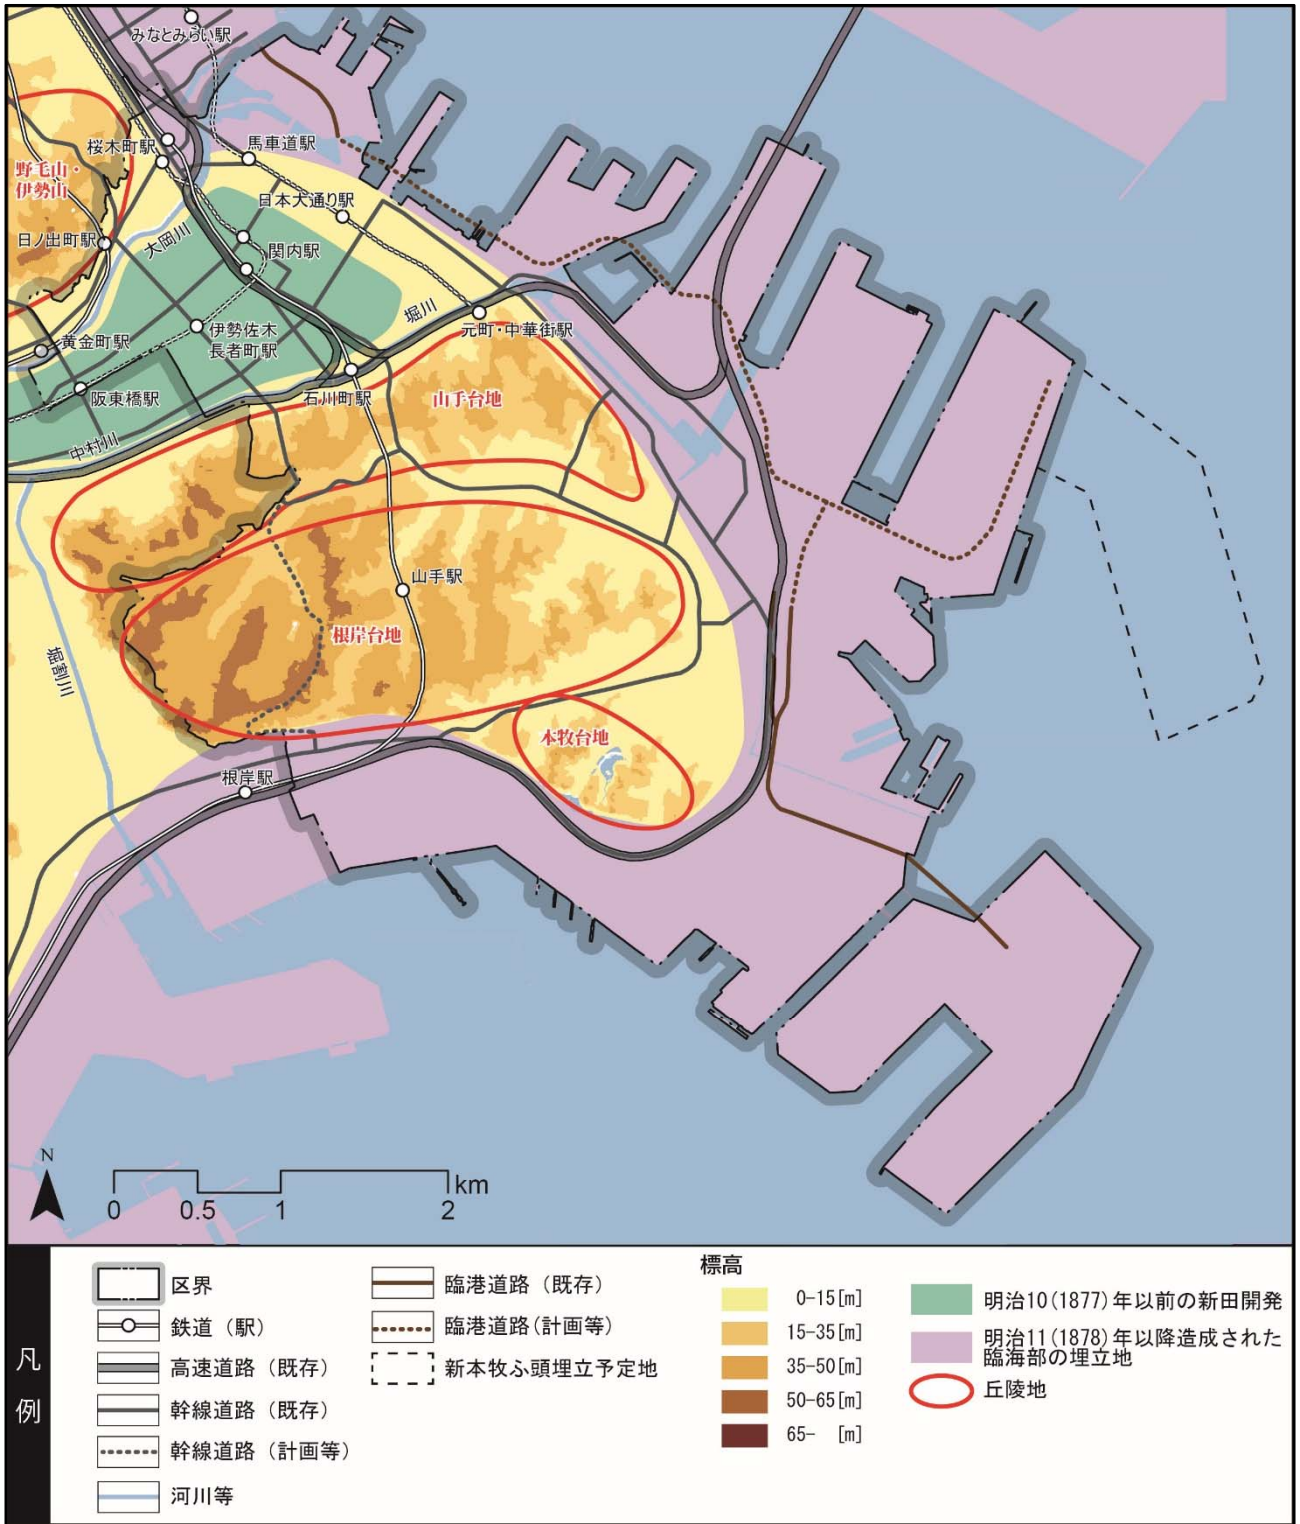 みなとみらい駅
桜木町駅
馬車道駅
野毛山・
伊勢山
日本大通り駅
日ノ出町駅
大岡川
関内駅
堀川
伊勢佐木
長者町駅
元町・中華街駅
黄金町駅
阪東橋駅
石川町駅
山手台地
中村川
山手駅
根岸台地
堀割川
本牧台地
根岸駅
N
km
0
0.5
1
2
凡例
区界
鉄道（駅）
高速道路（既存）
幹線道路（既存）
幹線道路（計画等）
河川等
臨港道路（既存）
臨港道路(計画等)
新本牧ふ頭埋立予定地
標高
0-15[m]
15-35[m]
35-50[m]
50-65[m]
65- [m]
明治10(1877)年以前の新田開発
明治11(1878)年以降造成された
臨海部の埋立地
丘陵地